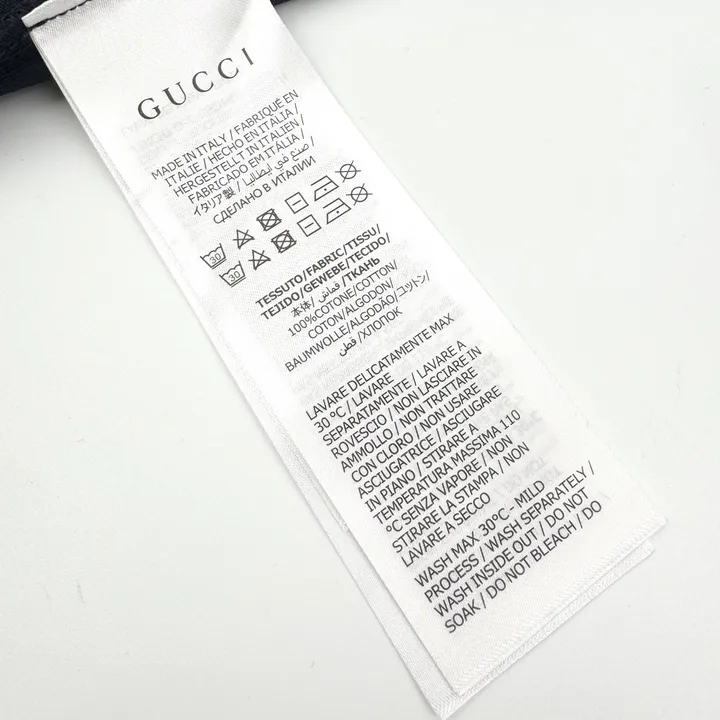 GUCCI
MADE IN ITALY / FABRIQUÉ EN
ITALIE / HECHO EN ITALIA /
HERGESTELLT IN ITALIEN /
FABRICADO EM ITÁLIA /
イタリア製 / صنع في إيطاليا /
СДЕЛАНО В ИТАЛИИ
30
30
TESSUTO/FABRIC/TISSU/
TEJIDO/GEWEBE/TECIDO/
本体/ قماش /ТКАНЬ
100%COTONE/COTTON/
COTON/ALGODON/
BAUMWOLLE/ALGODÃO/コットン/
قطن /ХЛОПОК
LAVARE DELICATAMENTE MAX
30 °C / LAVARE
SEPARATAMENTE / LAVARE A
ROVESCIO / NON LASCIARE IN
AMMOLLO / NON TRATTARE
CON CLORO / NON USARE
ASCIUGATRICE / ASCIUGARE
IN PIANO / STIRARE A
TEMPERATURA MASSIMA 110
°C SENZA VAPORE / NON
STIRARE LA STAMPA / NON
LAVARE A SECCO
WASH MAX 30°C - MILD
PROCESS / WASH SEPARATELY /
WASH INSIDE OUT / DO NOT
SOAK / DO NOT BLEACH / DO